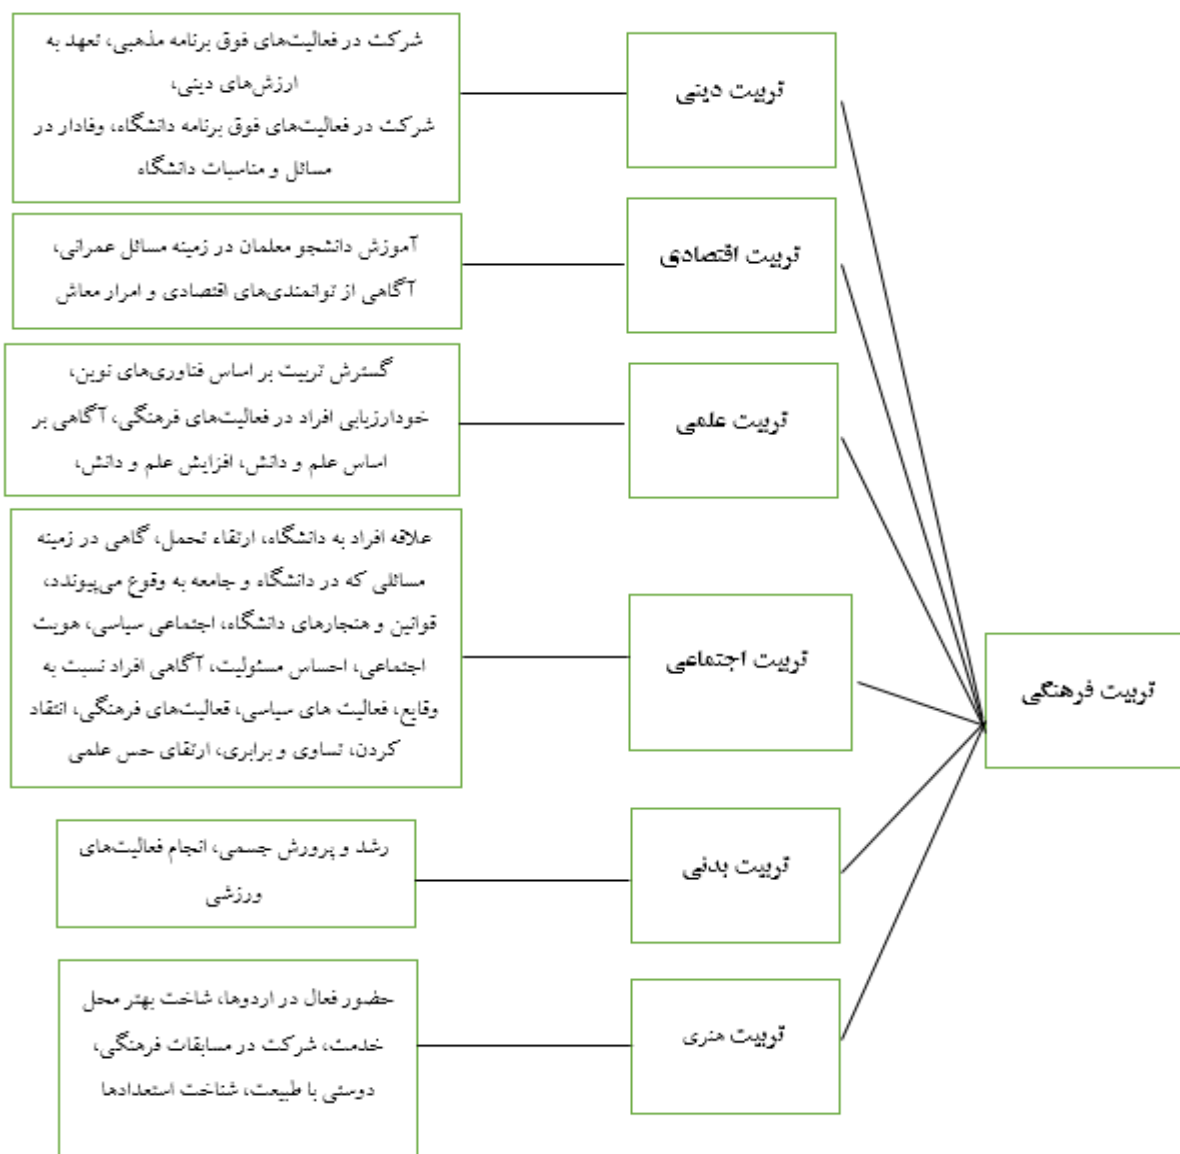 تربیت فرهنگی
تربیت دینی
شرکت در فعالیت‌های فوق برنامه مذهبی، تعهد به
ارزش‌های دینی،
شرکت در فعالیت‌های فوق برنامه دانشگاه، وفادار در
مسائل و مناسبات دانشگاه
تربیت اقتصادی
آموزش دانشجو معلمان در زمینه مسائل عمرانی،
آگاهی از توانمندی‌های اقتصادی و امرار معاش
تربیت علمی
گسترش تربیت بر اساس فناوری‌های نوین،
خودارزیابی افراد در فعالیت‌های فرهنگی، آگاهی بر
اساس علم و دانش، افزایش علم و دانش،
تربیت اجتماعی
علاقه افراد به دانشگاه، ارتقاء تحمل، گاهی در زمینه
مسائلی که در دانشگاه و جامعه به وقوع می‌پیوندد،
قوانین و هنجارهای دانشگاه، اجتماعی سیاسی، هویت
اجتماعی، احساس مسئولیت، آگاهی افراد نسبت به
وقایع، فعالیت های سیاسی، فعالیت‌های فرهنگی، انتقاد
کردن، تساوی و برابری، ارتقای حس علمی
تربیت بدنی
رشد و پرورش جسمی، انجام فعالیت‌های
ورزشی
تربیت هنری
حضور فعال در اردوها، شاخت بهتر محل
خدمت، شرکت در مسابقات فرهنگی،
دوستی با طبیعت، شناخت استعدادها